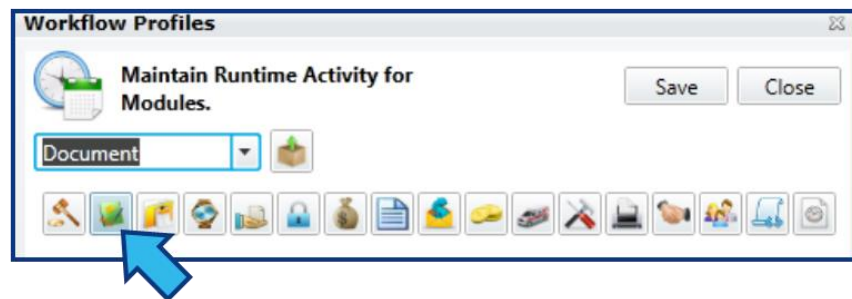 Workflow Profiles
Maintain Runtime Activity for
Modules.
Save
Close
Document